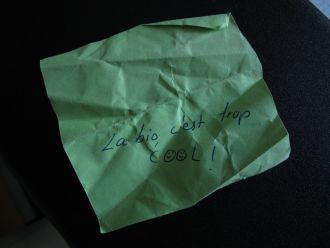 La bio, c'est trop
COOL !